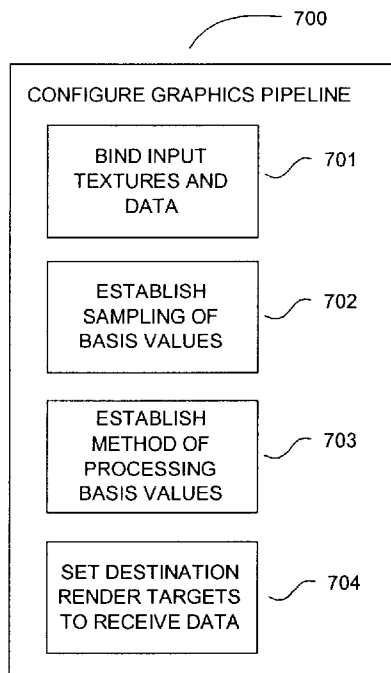 700
CONFIGURE GRAPHICS PIPELINE
BIND INPUT
TEXTURES AND
DATA
701
ESTABLISH
SAMPLING OF
BASIS VALUES
702
ESTABLISH
METHOD OF
PROCESSING
BASIS VALUES
703
SET DESTINATION
RENDER TARGETS
TO RECEIVE DATA
704